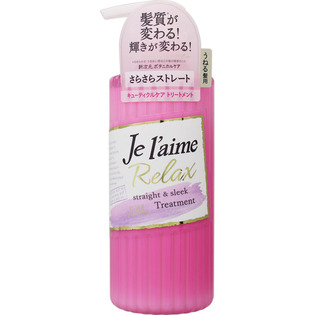 髪質が
変わる!
輝きが変わる!
さらさらストレート
キューティクルケアトリートメント
うねる髪用
Je l'aime
Relax
straight & sleek
Treatment